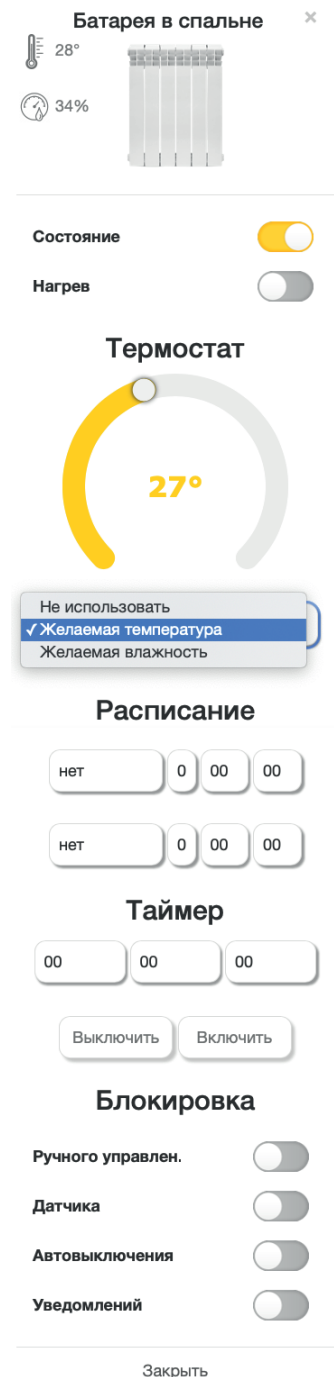 Батарея в спальне ×
28°
34%
Состояние
Нагрев
Термостат
27°
Не использовать
✓ Желаемая температура
Желаемая влажность
Расписание
нет 0 00 00
нет 0 00 00
Таймер
00 00 00
Выключить Включить
Блокировка
Ручного управлен.
Датчика
Автовыключения
Уведомлений
Закрыть